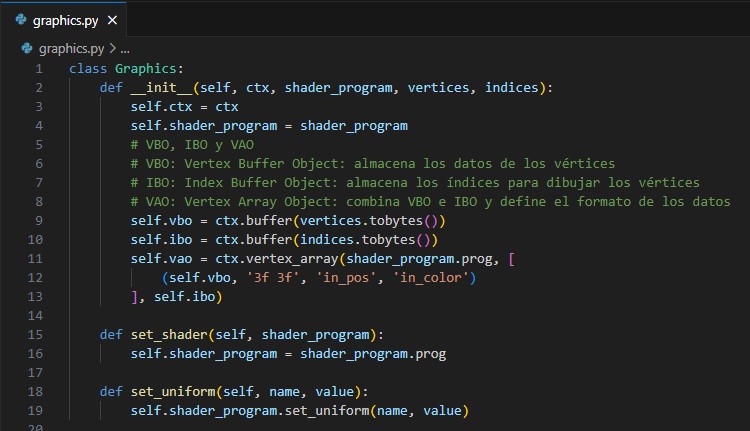 graphics.py ×
graphics.py > ...
1 class Graphics:
2     def __init__(self, ctx, shader_program, vertices, indices):
3         self.ctx = ctx
4         self.shader_program = shader_program
5         # VBO, IBO y VAO
6         # VBO: Vertex Buffer Object: almacena los datos de los vértices
7         # IBO: Index Buffer Object: almacena los índices para dibujar los vértices
8         # VAO: Vertex Array Object: combina VBO e IBO y define el formato de los datos
9         self.vbo = ctx.buffer(vertices.tobytes())
10         self.ibo = ctx.buffer(indices.tobytes())
11         self.vao = ctx.vertex_array(shader_program.prog, [
12             (self.vbo, '3f 3f', 'in_pos', 'in_color')
13         ], self.ibo)
14
15     def set_shader(self, shader_program):
16         self.shader_program = shader_program.prog
17
18     def set_uniform(self, name, value):
19         self.shader_program.set_uniform(name, value)
20